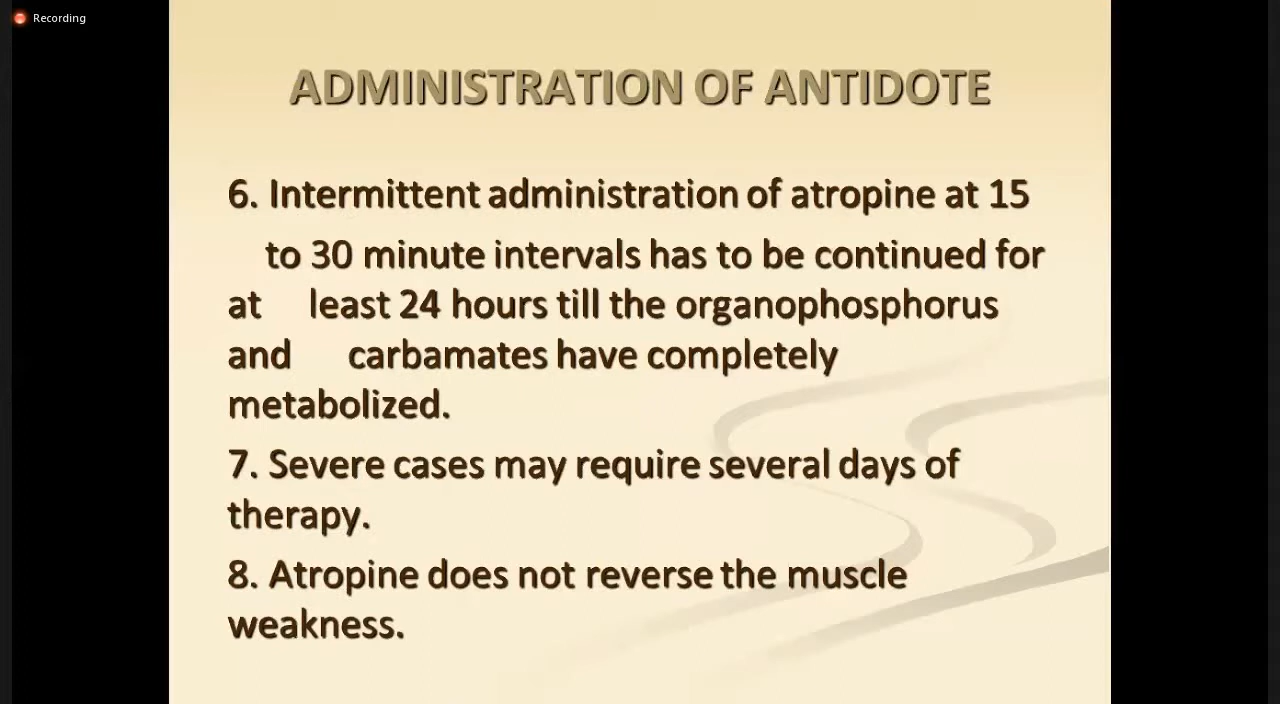 Recording
ADMINISTRATION OF ANTIDOTE
6. Intermittent administration of atropine at 15
to 30 minute intervals has to be continued for
at least 24 hours till the organophosphorus
and carbamates have completely
metabolized.
7. Severe cases may require several days of
therapy.
8. Atropine does not reverse the muscle
weakness.